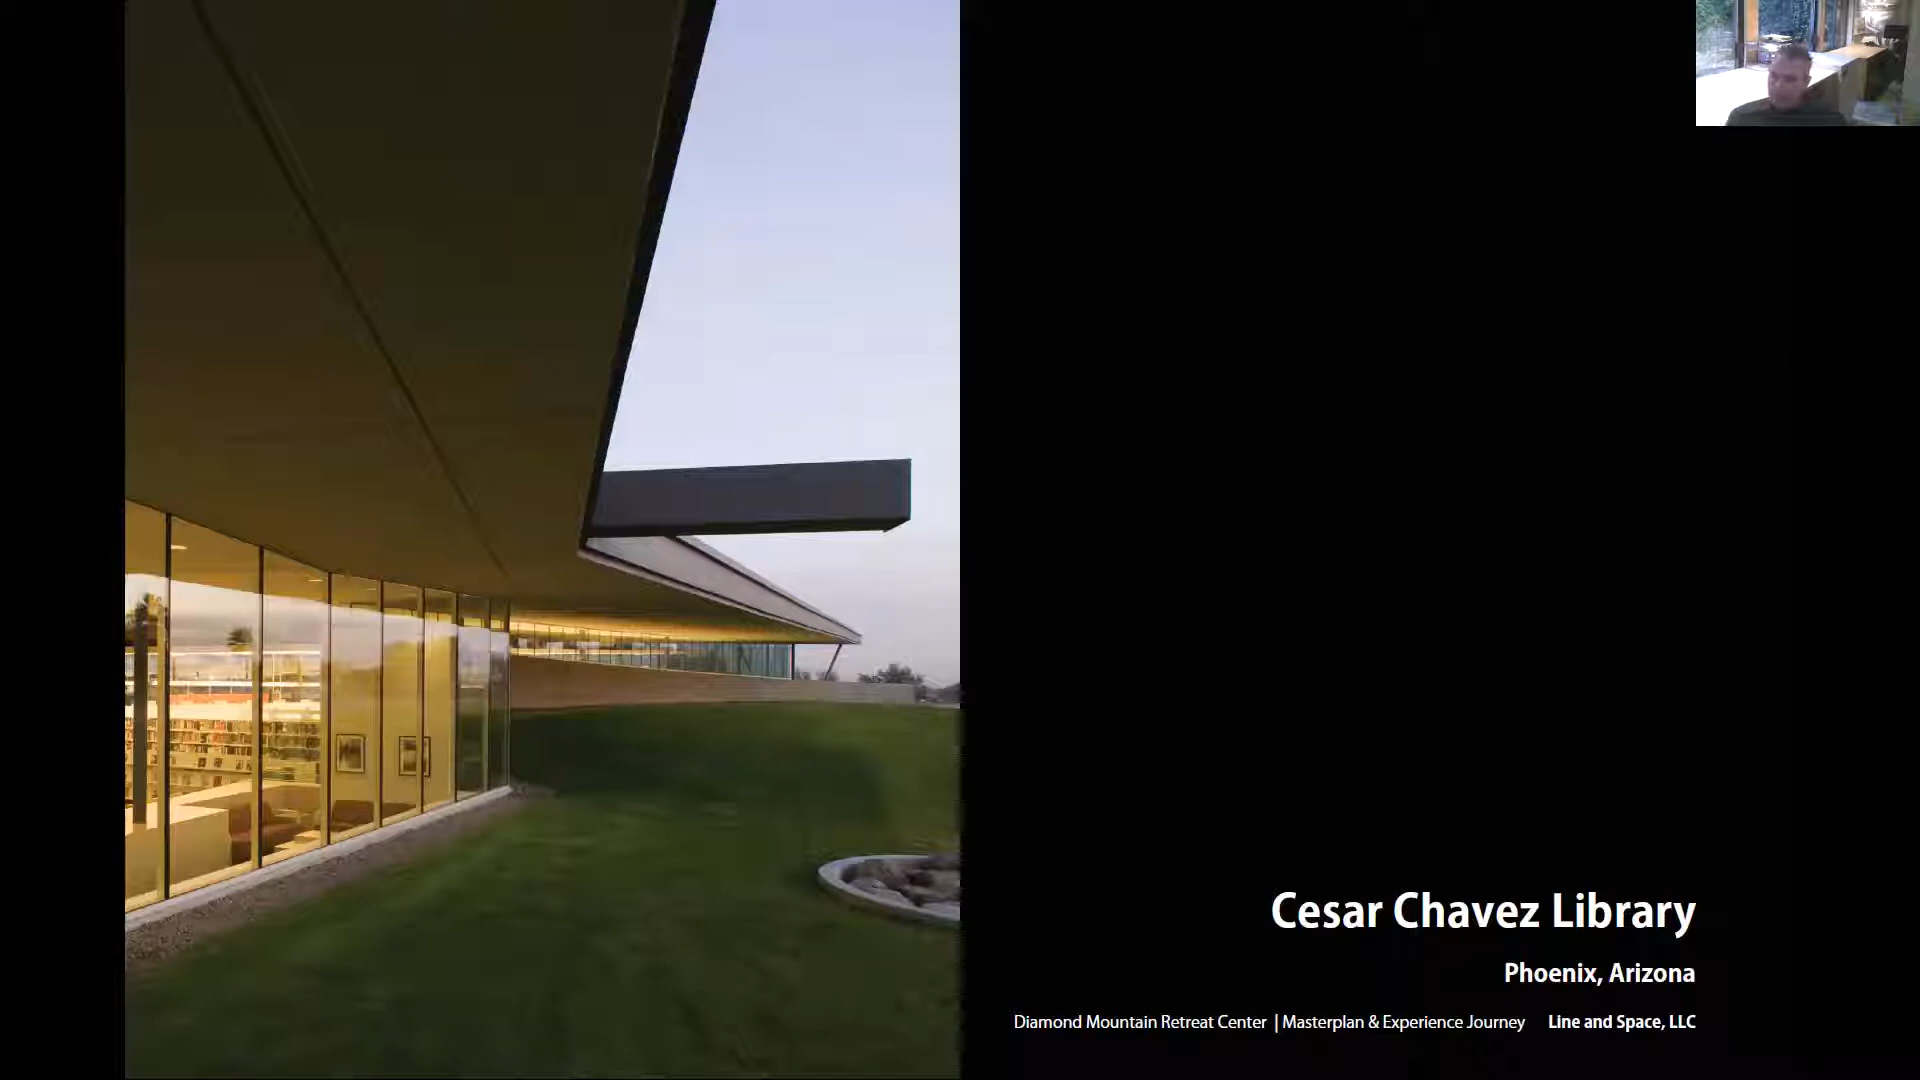 Cesar Chavez Library
Phoenix, Arizona
Diamond Mountain Retreat Center | Masterplan & Experience Journey Line and Space, LLC